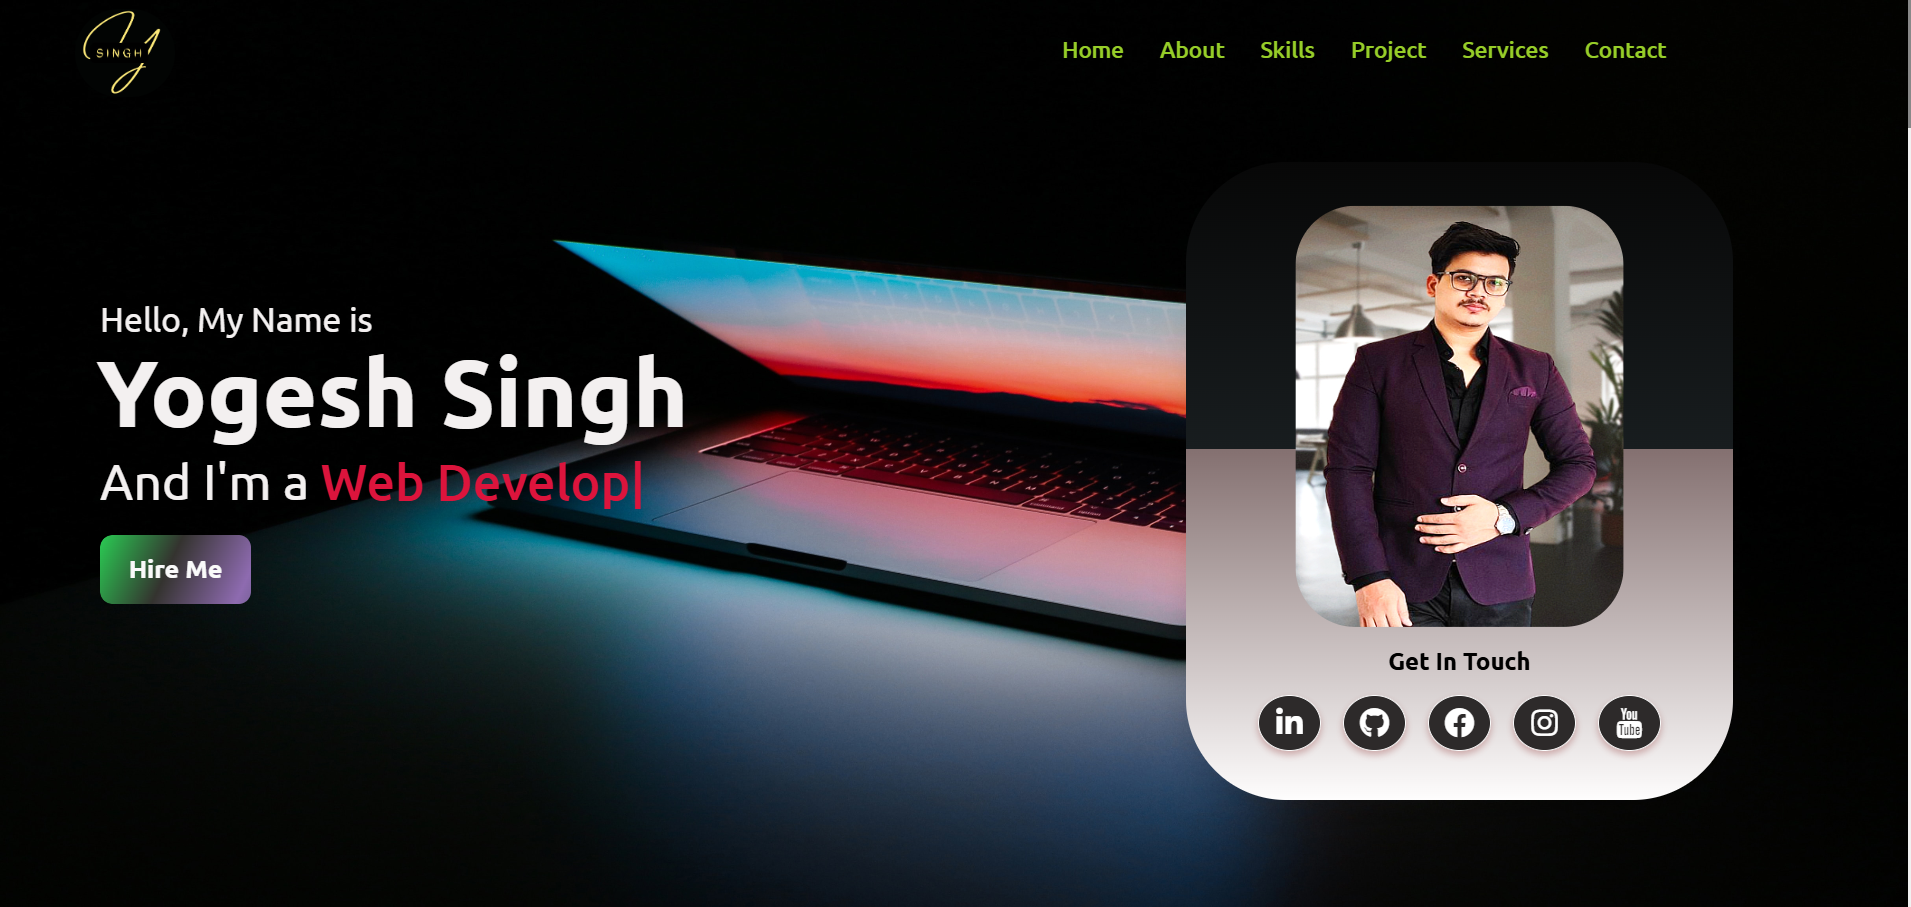 SINGH
Home About Skills Project Services Contact
Hello, My Name is
Yogesh Singh
And I'm a Web Develop|
Hire Me
Get In Touch
in
You
Tube